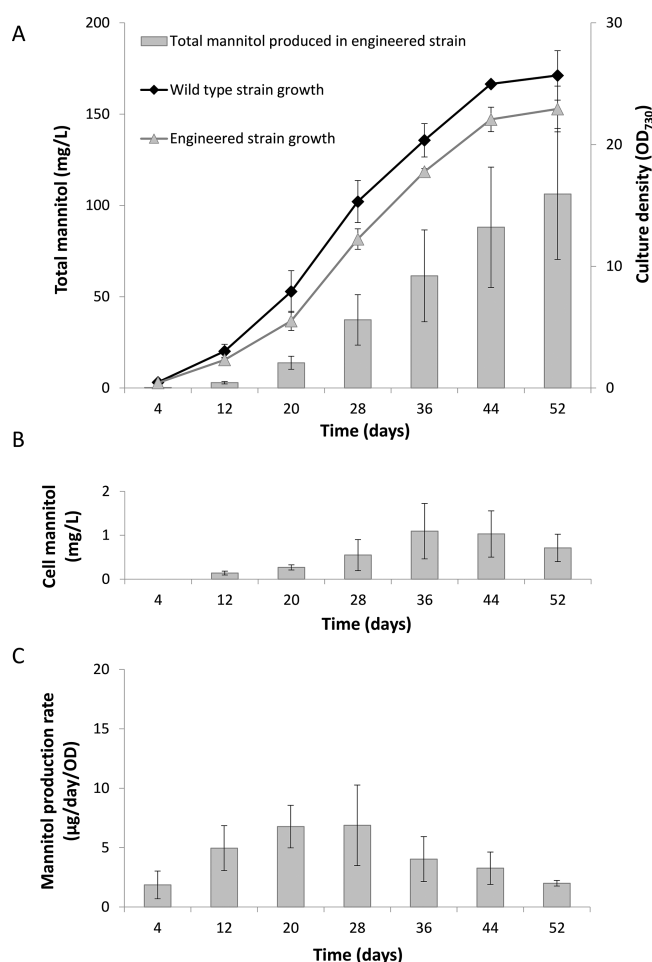 A
Total mannitol produced in engineered strain
Wild type strain growth
Engineered strain growth
Total mannitol (mg/L)
200
150
100
50
0
Culture density (OD730)
30
20
10
0
4 12 20 28 36 44 52
Time (days)
B
Cell mannitol
(mg/L)
2
1
0
4 12 20 28 36 44 52
Time (days)
C
Mannitol production rate
(µg/day/OD)
20
15
10
5
0
4 12 20 28 36 44 52
Time (days)